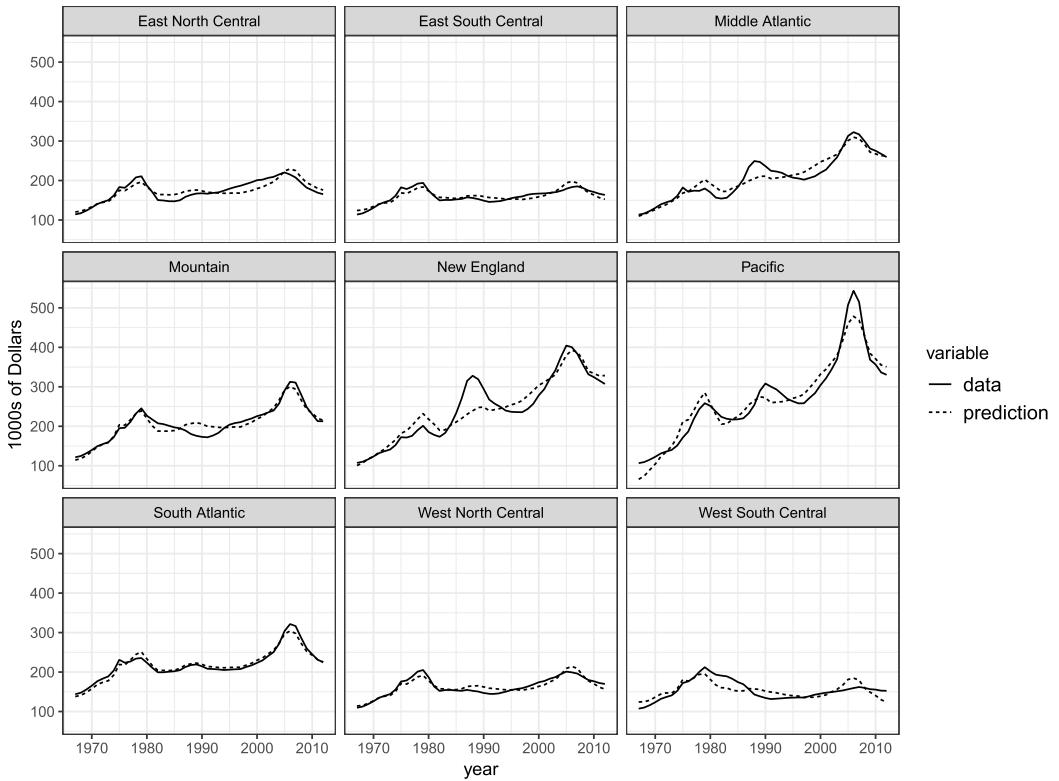 East North Central
East South Central
Middle Atlantic
500
400
300
200
100
Mountain
New England
Pacific
500
400
300
200
100
1000s of Dollars
variable
data
prediction
South Atlantic
West North Central
West South Central
500
400
300
200
100
1970 1980 1990 2000 2010
1970 1980 1990 2000 2010
1970 1980 1990 2000 2010
year